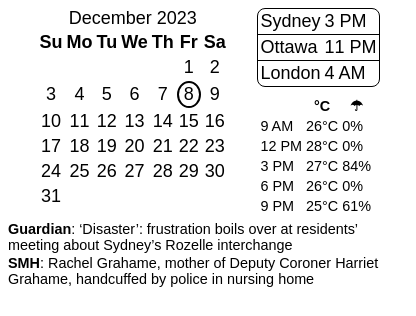 December 2023
Su Mo Tu We Th Fr Sa
1 2
3 4 5 6 7 8 9
10 11 12 13 14 15 16
17 18 19 20 21 22 23
24 25 26 27 28 29 30
31
Sydney 3 PM
Ottawa 11 PM
London 4 AM
°C ☂
9 AM 26°C 0%
12 PM 28°C 0%
3 PM 27°C 84%
6 PM 26°C 0%
9 PM 25°C 61%
Guardian: ‘Disaster’: frustration boils over at residents’
meeting about Sydney’s Rozelle interchange
SMH: Rachel Grahame, mother of Deputy Coroner Harriet
Grahame, handcuffed by police in nursing home